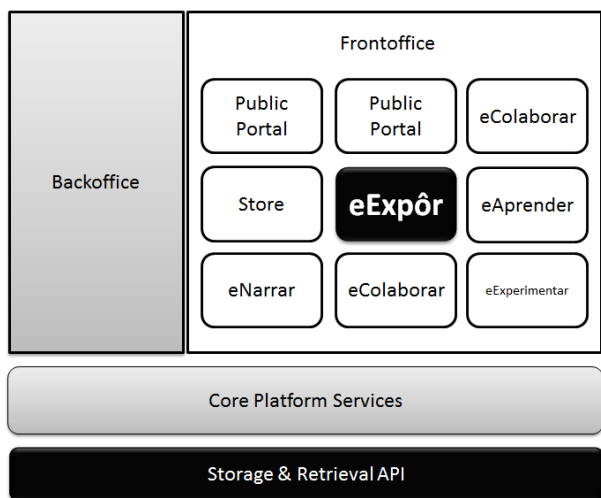 Frontoffice
Backoffice
Public
Portal
Public
Portal
eColaborar
Store
eExpôr
eAprender
eNarrar
eColaborar
eExperimentar
Core Platform Services
Storage & Retrieval API